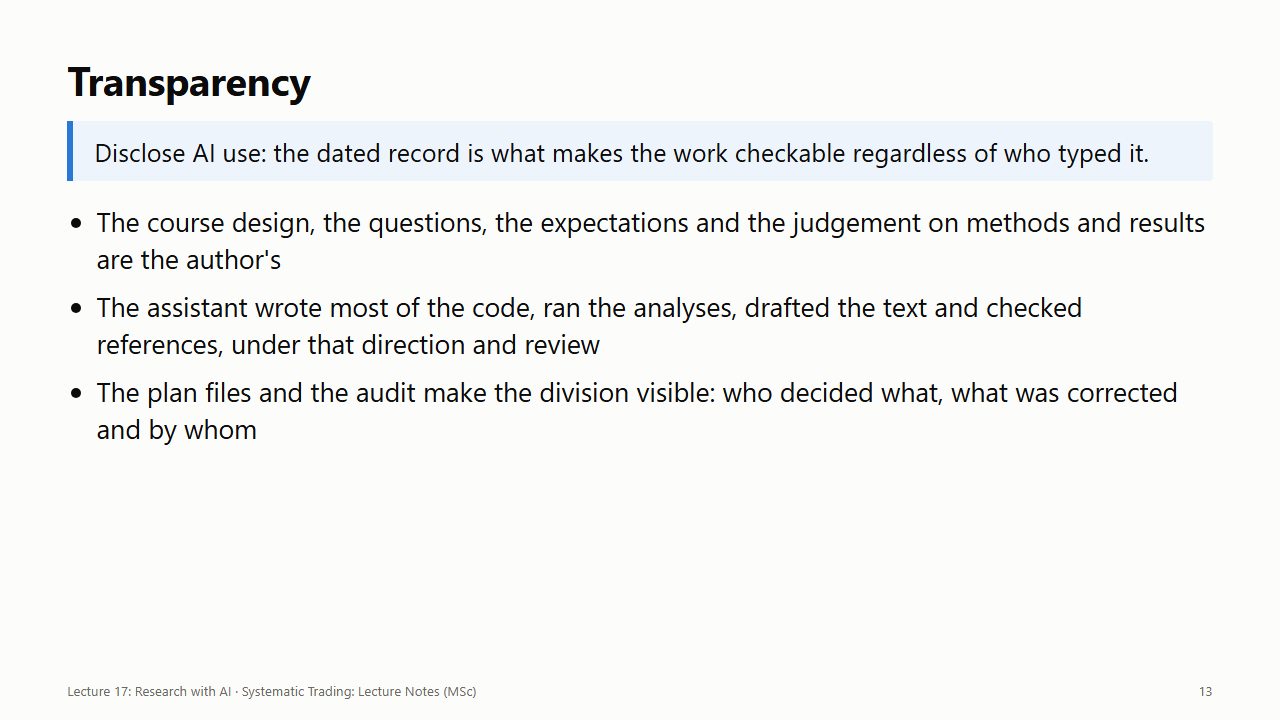 Transparency
Disclose AI use: the dated record is what makes the work checkable regardless of who typed it.
• The course design, the questions, the expectations and the judgement on methods and results
are the author's
• The assistant wrote most of the code, ran the analyses, drafted the text and checked
references, under that direction and review
• The plan files and the audit make the division visible: who decided what, what was corrected
and by whom
Lecture 17: Research with AI · Systematic Trading: Lecture Notes (MSc)
13